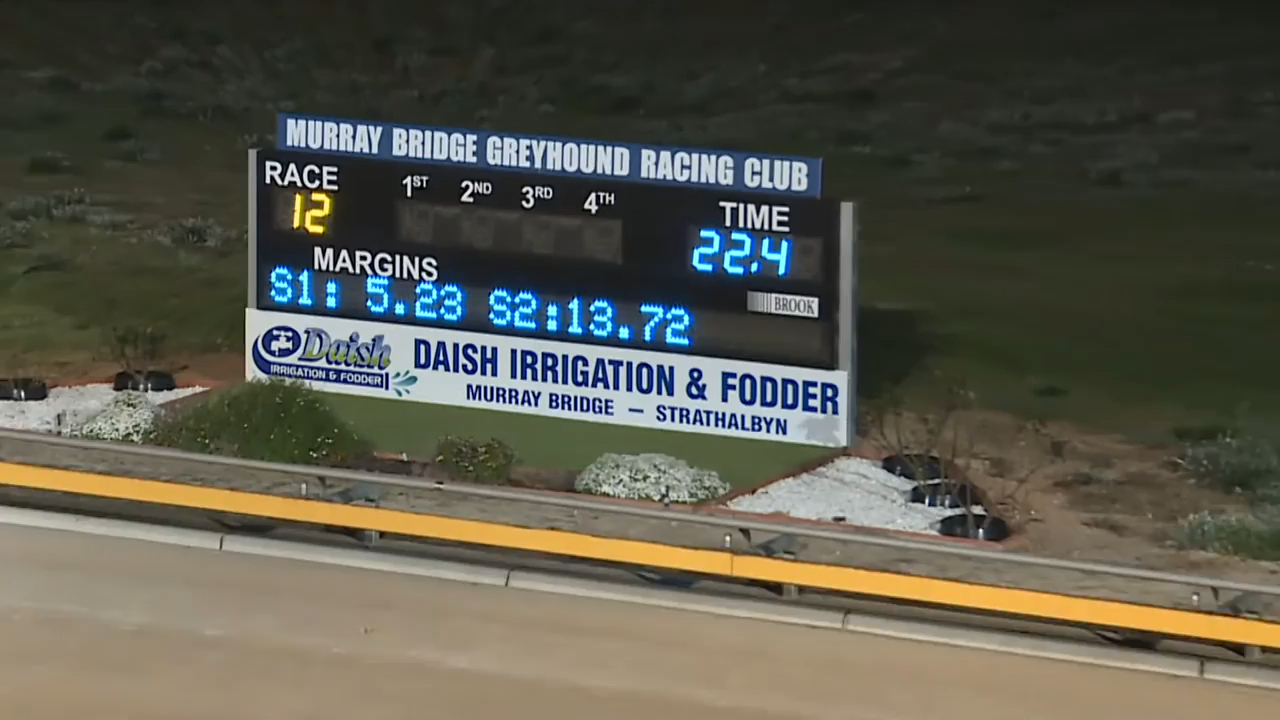 MURRAY BRIDGE GREYHOUND RACING CLUB
RACE 1ST 2ND 3RD 4TH TIME
12 22.4
MARGINS
S1: 5.23 S2:13.72
BROOK
Daish
IRRIGATION & FODDER
DAISH IRRIGATION & FODDER
MURRAY BRIDGE – STRATHALBYN